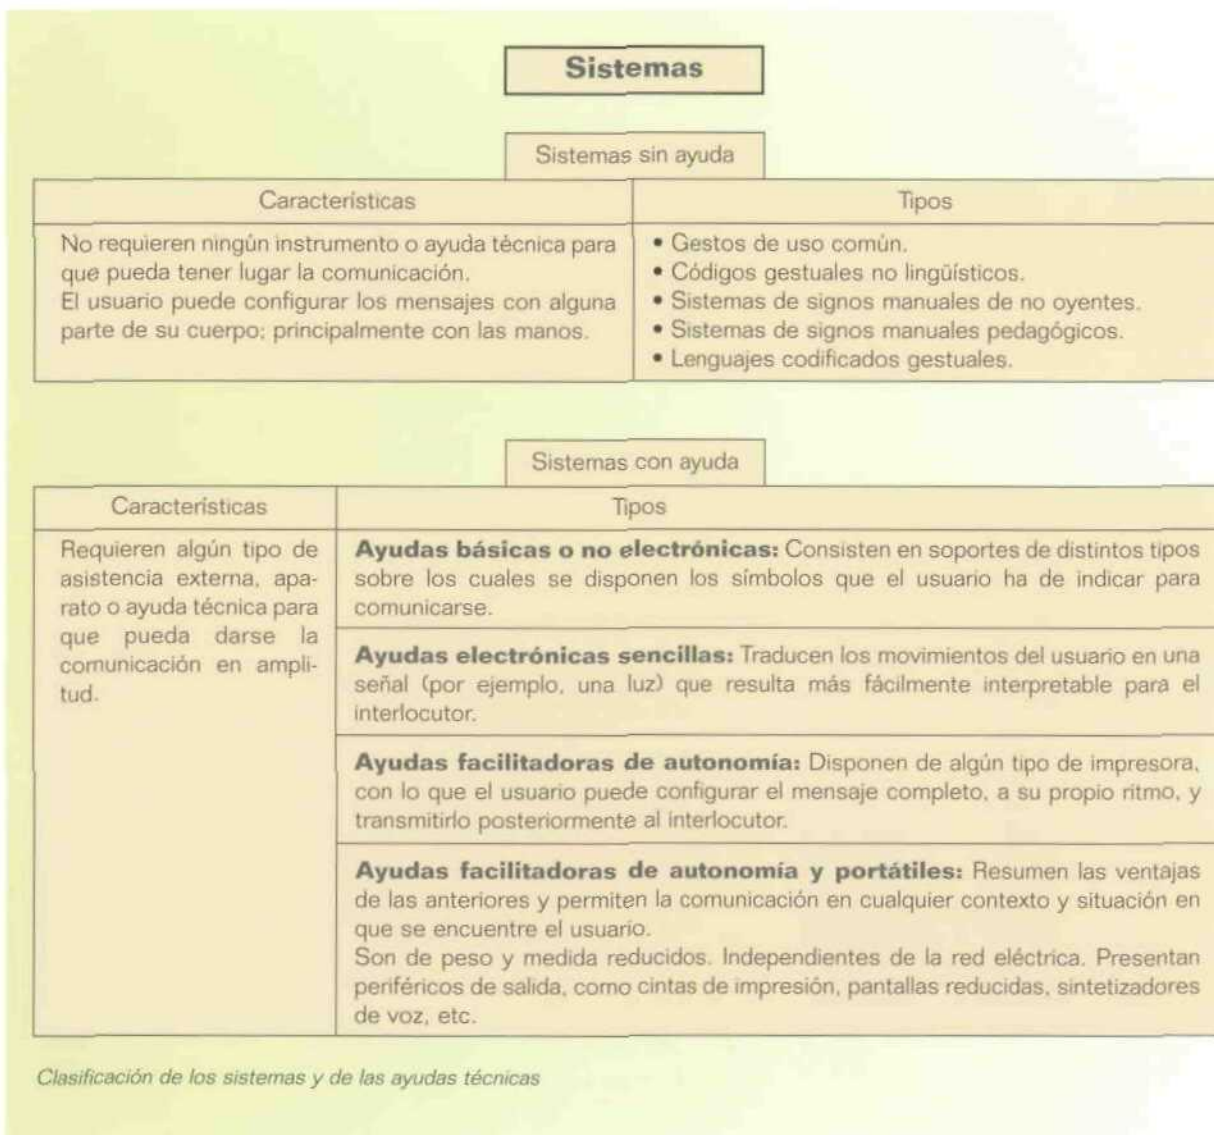 Sistemas
Sistemas sin ayuda
Características
Tipos
No requieren ningún instrumento o ayuda técnica para
que pueda tener lugar la comunicación.
El usuario puede configurar los mensajes con alguna
parte de su cuerpo; principalmente con las manos.
• Gestos de uso común.
• Códigos gestuales no lingüísticos.
• Sistemas de signos manuales de no oyentes.
• Sistemas de signos manuales pedagógicos.
• Lenguajes codificados gestuales.
Sistemas con ayuda
Características
Tipos
Requieren algún tipo de
asistencia externa, apa-
rato o ayuda técnica para
que pueda darse la
comunicación en ampli-
tud.
Ayudas básicas o no electrónicas: Consisten en soportes de distintos tipos
sobre los cuales se disponen los símbolos que el usuario ha de indicar para
comunicarse.
Ayudas electrónicas sencillas: Traducen los movimientos del usuario en una
señal (por ejemplo, una luz) que resulta más fácilmente interpretable para el
interlocutor.
Ayudas facilitadoras de autonomía: Disponen de algún tipo de impresora,
con lo que el usuario puede configurar el mensaje completo, a su propio ritmo, y
transmitirlo posteriormente al interlocutor.
Ayudas facilitadoras de autonomía y portátiles: Resumen las ventajas
de las anteriores y permiten la comunicación en cualquier contexto y situación en
que se encuentre el usuario.
Son de peso y medida reducidos. Independientes de la red eléctrica. Presentan
periféricos de salida, como cintas de impresión, pantallas reducidas, sintetizadores
de voz, etc.
Clasificación de los sistemas y de las ayudas técnicas